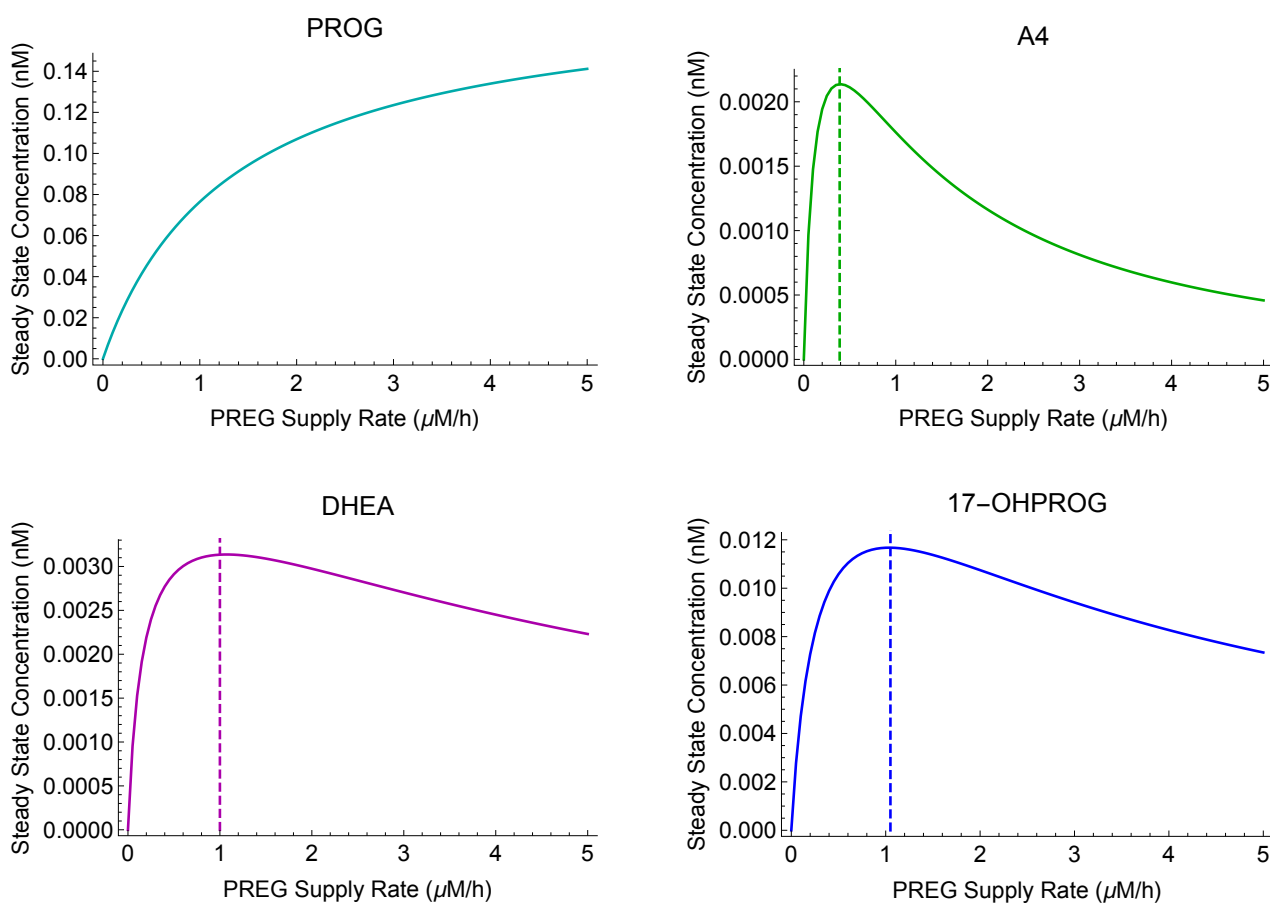 PROG
Steady State Concentration (nM)
0.14
0.12
0.10
0.08
0.06
0.04
0.02
0.00
0 1 2 3 4 5
PREG Supply Rate (μM/h)
A4
Steady State Concentration (nM)
0.0020
0.0015
0.0010
0.0005
0.0000
0 1 2 3 4 5
PREG Supply Rate (μM/h)
DHEA
Steady State Concentration (nM)
0.0030
0.0025
0.0020
0.0015
0.0010
0.0005
0.0000
0 1 2 3 4 5
PREG Supply Rate (μM/h)
17−OHPROG
Steady State Concentration (nM)
0.012
0.010
0.008
0.006
0.004
0.002
0.000
0 1 2 3 4 5
PREG Supply Rate (μM/h)